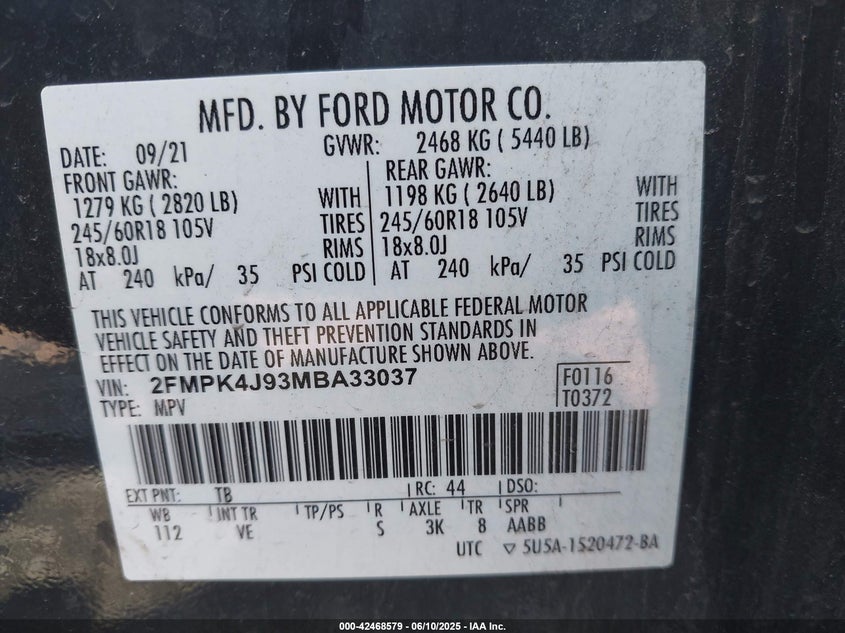 MFD. BY FORD MOTOR CO.
DATE: 09/21 GVWR: 2468 KG ( 5440 LB)
FRONT GAWR: REAR GAWR:
1279 KG ( 2820 LB) WITH 1198 KG ( 2640 LB) WITH
245/60R18 105V TIRES 245/60R18 105V TIRES
18x8.0J RIMS 18x8.0J RIMS
AT 240 kPa/ 35 PSI COLD AT 240 kPa/ 35 PSI COLD
THIS VEHICLE CONFORMS TO ALL APPLICABLE FEDERAL MOTOR
VEHICLE SAFETY AND THEFT PREVENTION STANDARDS IN
EFFECT ON THE DATE OF MANUFACTURE SHOWN ABOVE.
VIN: 2FMPK4J93MBA33037 F0116
TYPE: MPV T0372
EXT PNT: TB RC: 44 DSO:
WB INT TR TP/PS R AXLE TR SPR
112 VE S 3K 8 AABB
UTC ▽ 5U5A-1520472-BA
000-42468579 - 06/10/2025 - IAA Inc.